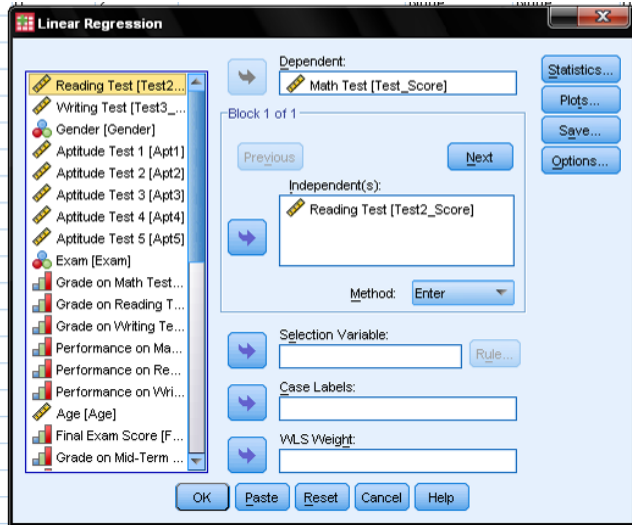 Linear Regression
Reading Test [Test2...
Writing Test [Test3_...
Gender [Gender]
Aptitude Test 1 [Apt1]
Aptitude Test 2 [Apt2]
Aptitude Test 3 [Apt3]
Aptitude Test 4 [Apt4]
Aptitude Test 5 [Apt5]
Exam [Exam]
Grade on Math Test...
Grade on Reading T...
Grade on Writing Te...
Performance on Ma...
Performance on Re...
Performance on Wri...
Age [Age]
Final Exam Score [F...
Grade on Mid-Term ...
Dependent:
Math Test [Test_Score]
Block 1 of 1
Previous
Next
Independent(s):
Reading Test [Test2_Score]
Method: Enter
Selection Variable:
Rule...
Case Labels:
WLS Weight:
Statistics...
Plots...
Save...
Options...
OK Paste Reset Cancel Help